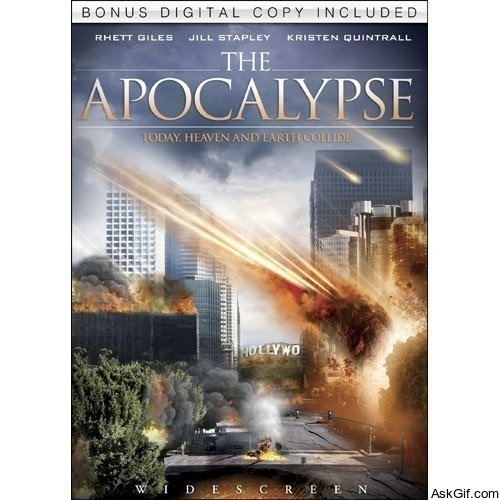 BONUS DIGITAL COPY INCLUDED
RHETT GILES JILL STAPLEY KRISTEN QUINTRALL
THE
APOCALYPSE
TODAY, HEAVEN AND EARTH COLLIDE.
HOLLYWO
WIDESCREEN
AskGif.com